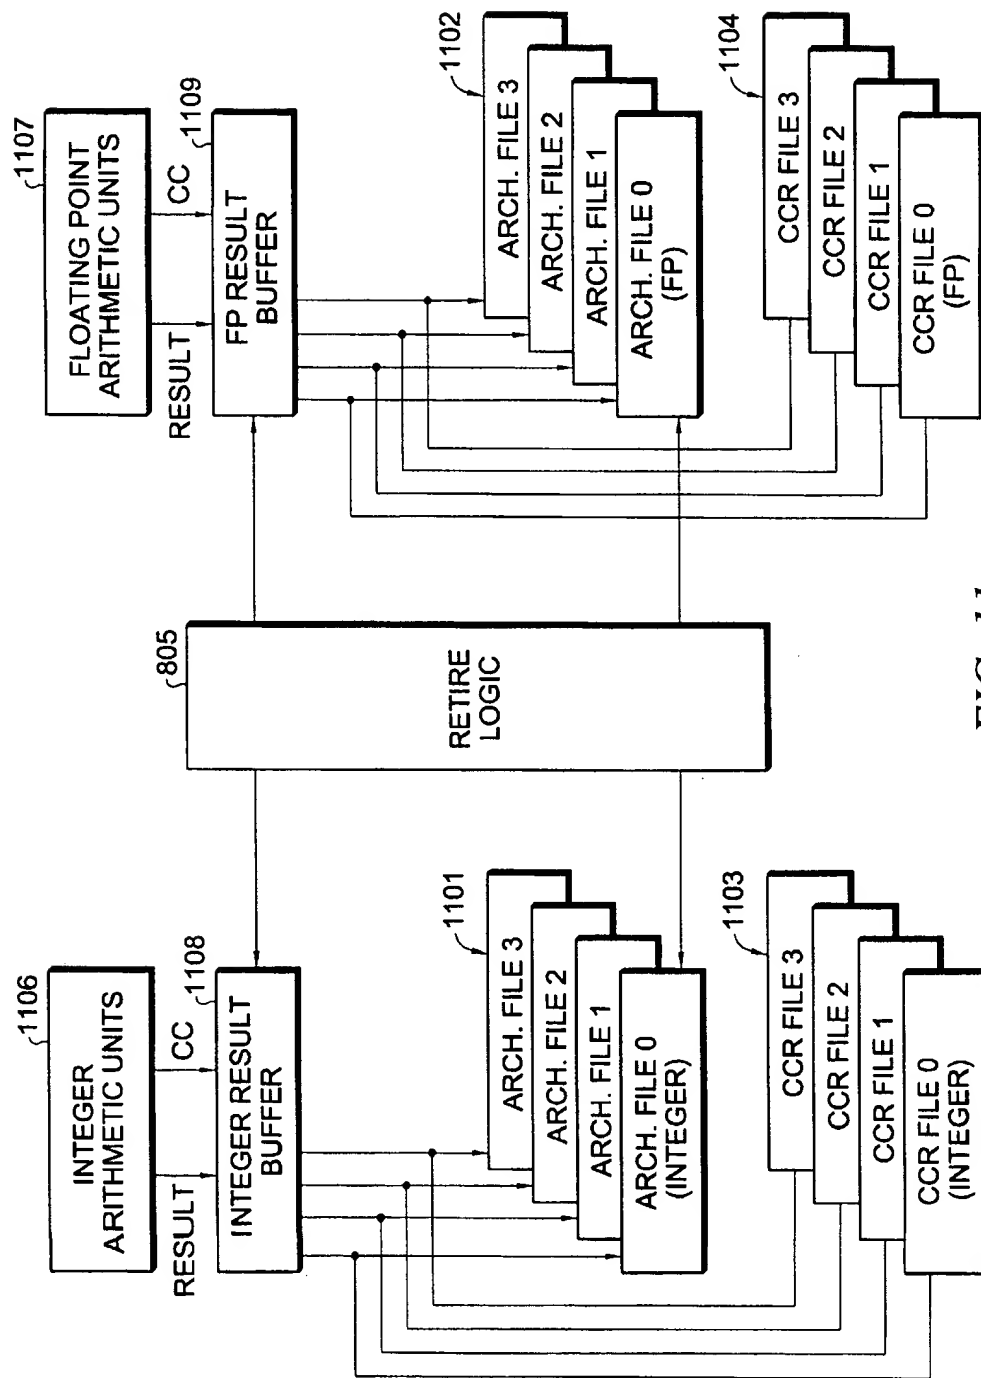 1106
INTEGER
ARITHMETIC UNITS
RESULT
CC
1108
INTEGER RESULT
BUFFER
1101
ARCH. FILE 3
ARCH. FILE 2
ARCH. FILE 1
ARCH. FILE 0
(INTEGER)
1103
CCR FILE 3
CCR FILE 2
CCR FILE 1
CCR FILE 0
(INTEGER)
805
RETIRE
LOGIC
1107
FLOATING POINT
ARITHMETIC UNITS
RESULT
CC
1109
FP RESULT
BUFFER
1102
ARCH. FILE 3
ARCH. FILE 2
ARCH. FILE 1
ARCH. FILE 0
(FP)
1104
CCR FILE 3
CCR FILE 2
CCR FILE 1
CCR FILE 0
(FP)
FIG. 11